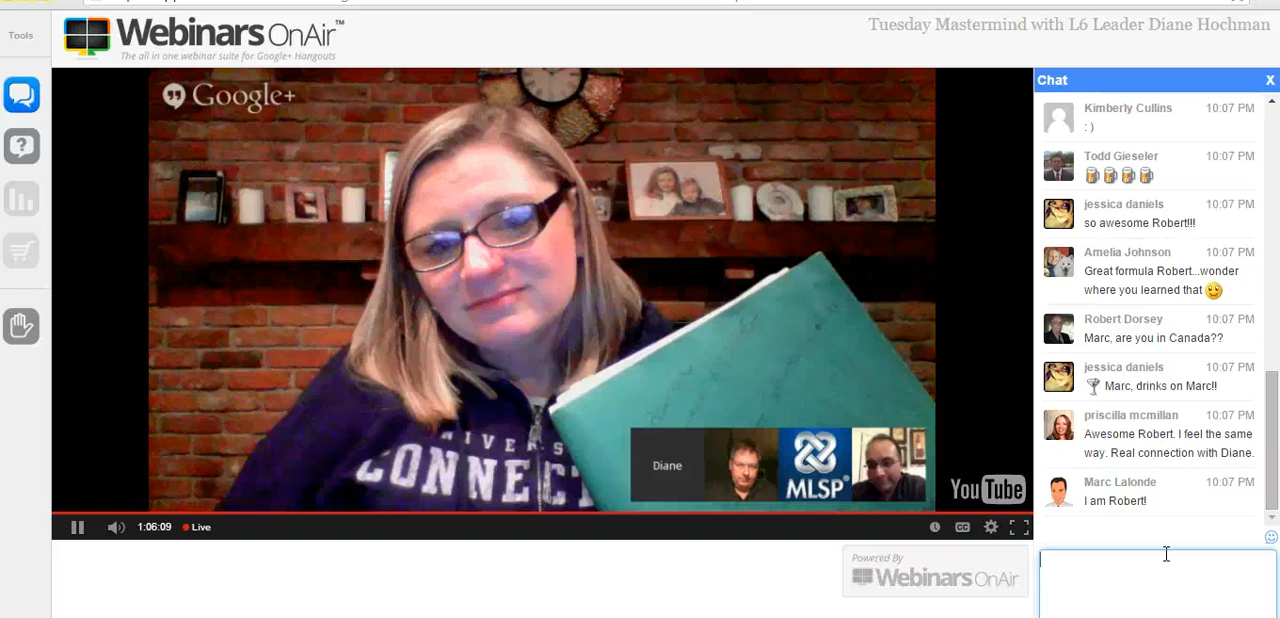 Tools
Webinars OnAir™
The all in one webinar suite for Google+ Hangouts
Tuesday Mastermind with L6 Leader Diane Hochman
Google+
UNIVERS
CONNECT
Diane
MLSP®
YouTube
1:06:09
Live
CC
Powered By
Webinars OnAir
Chat
X
Kimberly Cullins 10:07 PM
: )
Todd Gieseler 10:07 PM
jessica daniels 10:07 PM
so awesome Robert!!!
Amelia Johnson 10:07 PM
Great formula Robert...wonder
where you learned that
Robert Dorsey 10:07 PM
Marc, are you in Canada??
jessica daniels 10:07 PM
Marc, drinks on Marc!!
priscilla mcmillan 10:07 PM
Awesome Robert. I feel the same
way. Real connection with Diane.
Marc Lalonde 10:07 PM
I am Robert!